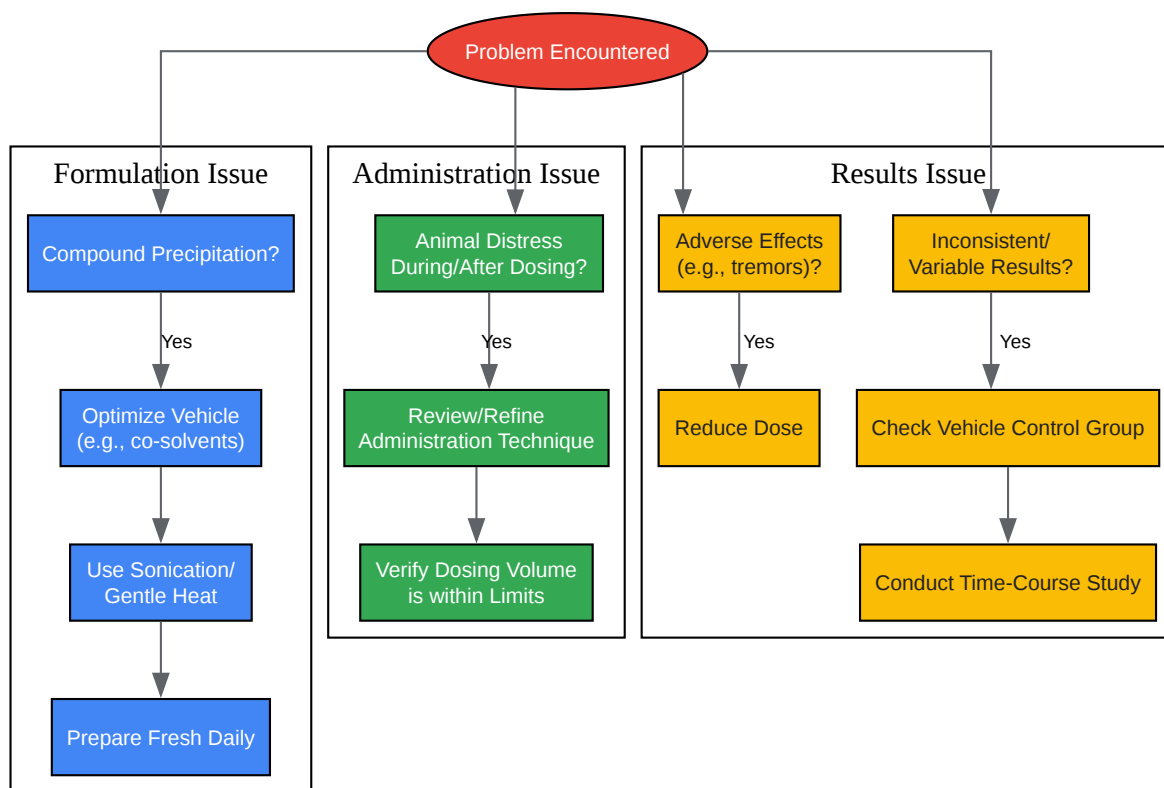 Problem Encountered
Formulation Issue
Compound Precipitation?
Yes
Optimize Vehicle
(e.g., co-solvents)
Use Sonication/
Gentle Heat
Prepare Fresh Daily
Administration Issue
Animal Distress
During/After Dosing?
Yes
Review/Refine
Administration Technique
Verify Dosing Volume
is within Limits
Results Issue
Adverse Effects
(e.g., tremors)?
Yes
Reduce Dose
Inconsistent/
Variable Results?
Yes
Check Vehicle Control Group
Conduct Time-Course Study